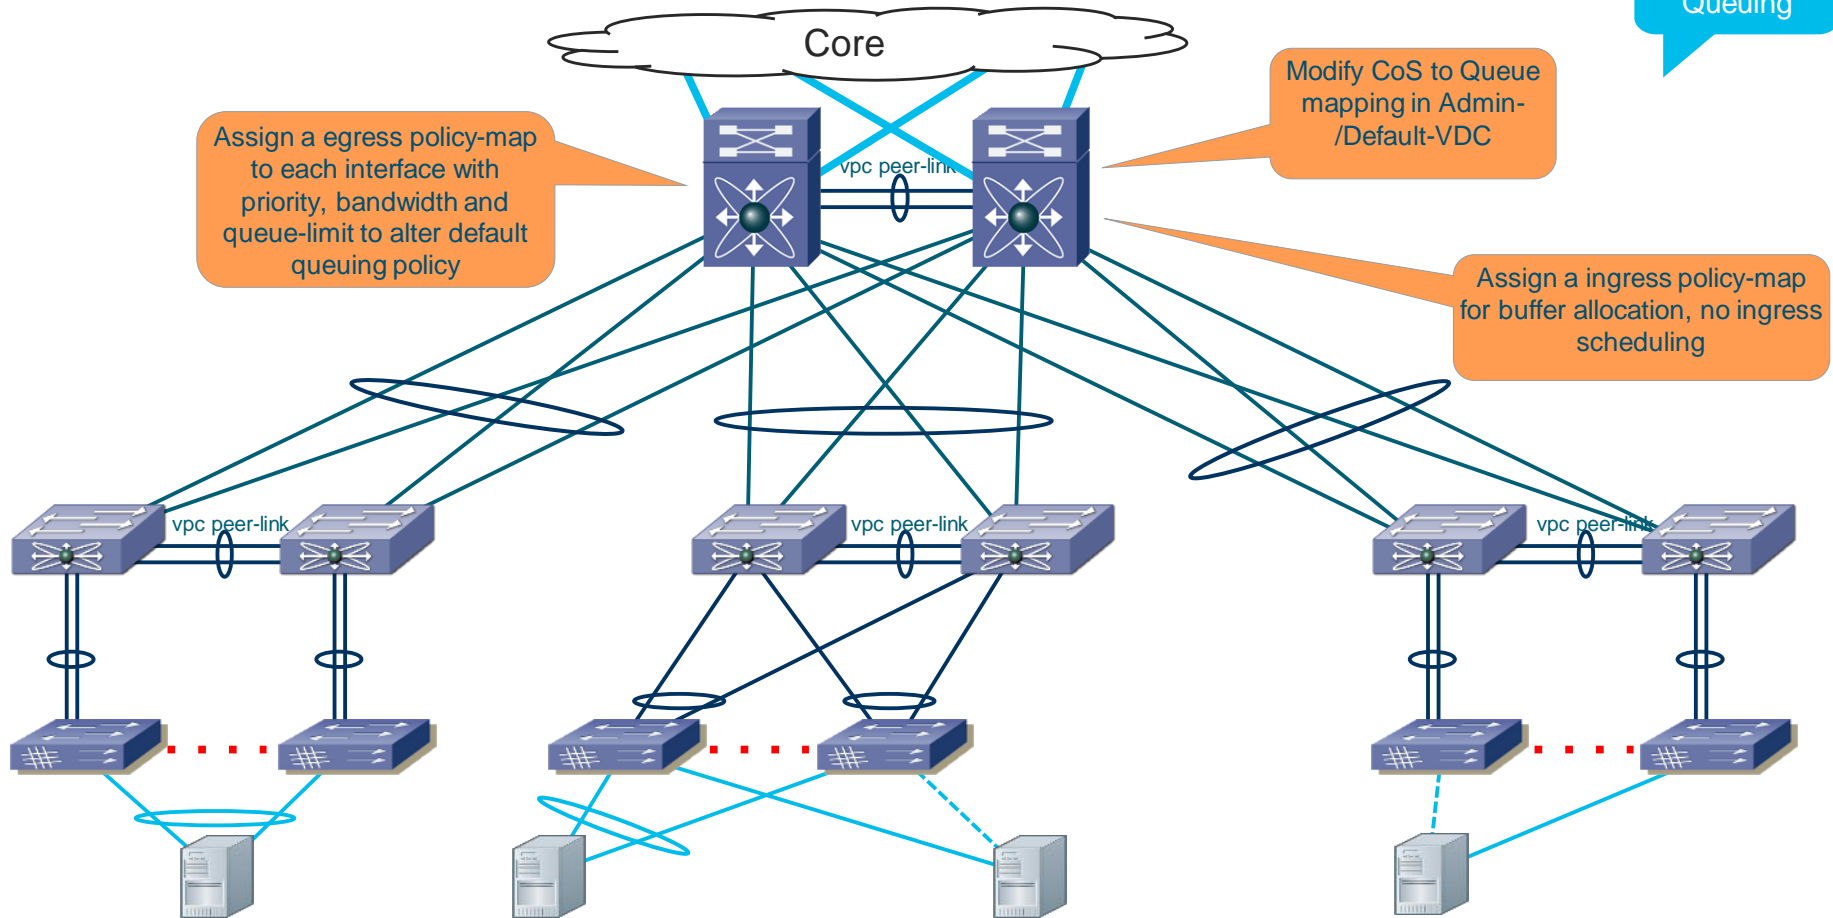 Queuing
Core
Modify CoS to Queue
mapping in Admin-
/Default-VDC
Assign a egress policy-map
to each interface with
priority, bandwidth and
queue-limit to alter default
queuing policy
vpc peer-link
Assign a ingress policy-map
for buffer allocation, no ingress
scheduling
vpc peer-link
vpc peer-link
vpc peer-link